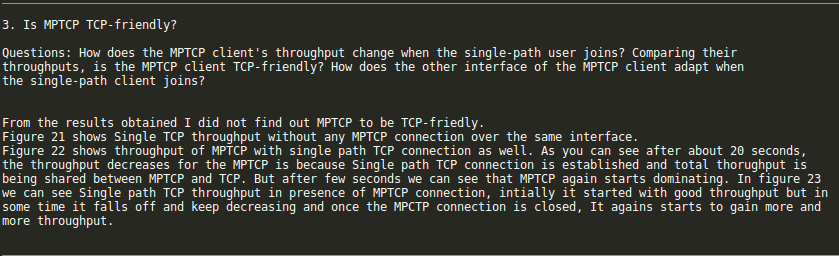 3. Is MPTCP TCP-friendly?
Questions: How does the MPTCP client's throughput change when the single-path user joins? Comparing their
throughputs, is the MPTCP client TCP-friendly? How does the other interface of the MPTCP client adapt when
the single-path client joins?
From the results obtained I did not find out MPTCP to be TCP-friedly.
Figure 21 shows Single TCP throughput without any MPTCP connection over the same interface.
Figure 22 shows throughput of MPTCP with single path TCP connection as well. As you can see after about 20 seconds,
the throughput decreases for the MPTCP is because Single path TCP connection is established and total thorughput is
being shared between MPTCP and TCP. But after few seconds we can see that MPTCP again starts dominating. In figure 23
we can see Single path TCP throughput in presence of MPTCP connection, intially it started with good throughput but in
some time it falls off and keep decreasing and once the MPCTP connection is closed, It agains starts to gain more and
more throughput.